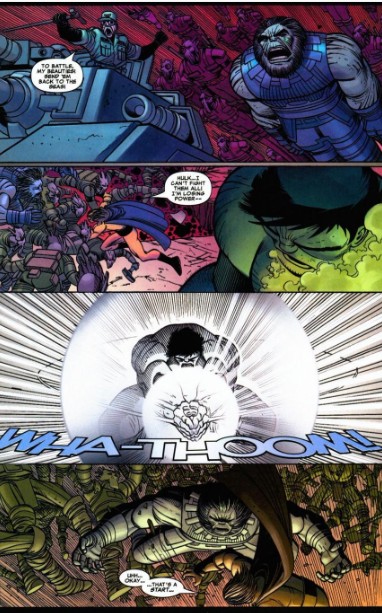 TO BATTLE,
MY BEAUTIES!
SEND 'EM
BACK TO THE
SEAS!
HULK...I
CAN'T FIGHT
THEM ALL!
I'M LOSING
POWER--
WHA-THOOM!
UHH...
OKAY...
...THAT'S A
START...